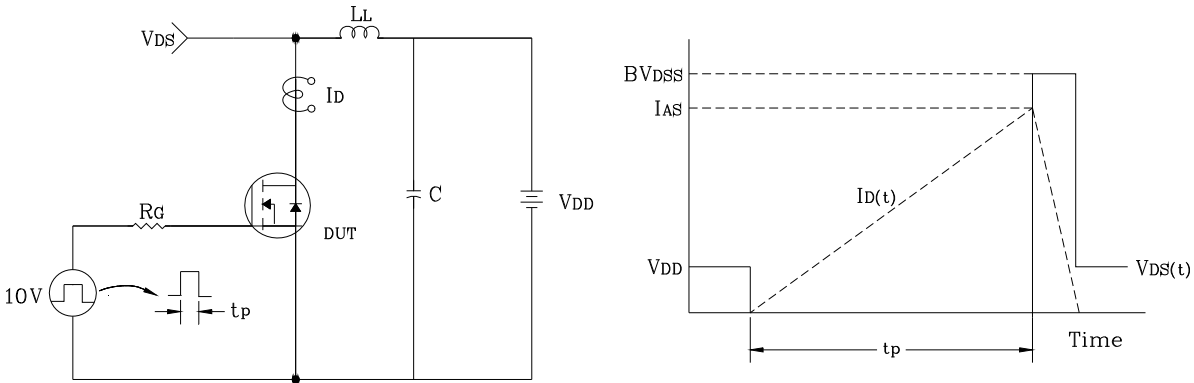 LL
VDS
ID
RG
DUT
C
VDD
10V
tp
BVDSS
IAS
ID(t)
VDD
VDS(t)
tp
Time